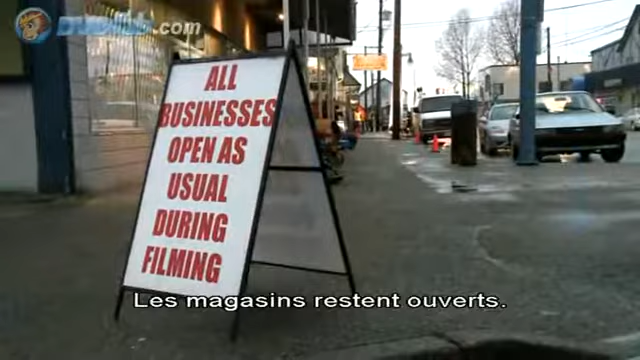 ALL
BUSINESSES
OPEN AS
USUAL
DURING
FILMING
Les magasins restent ouverts.